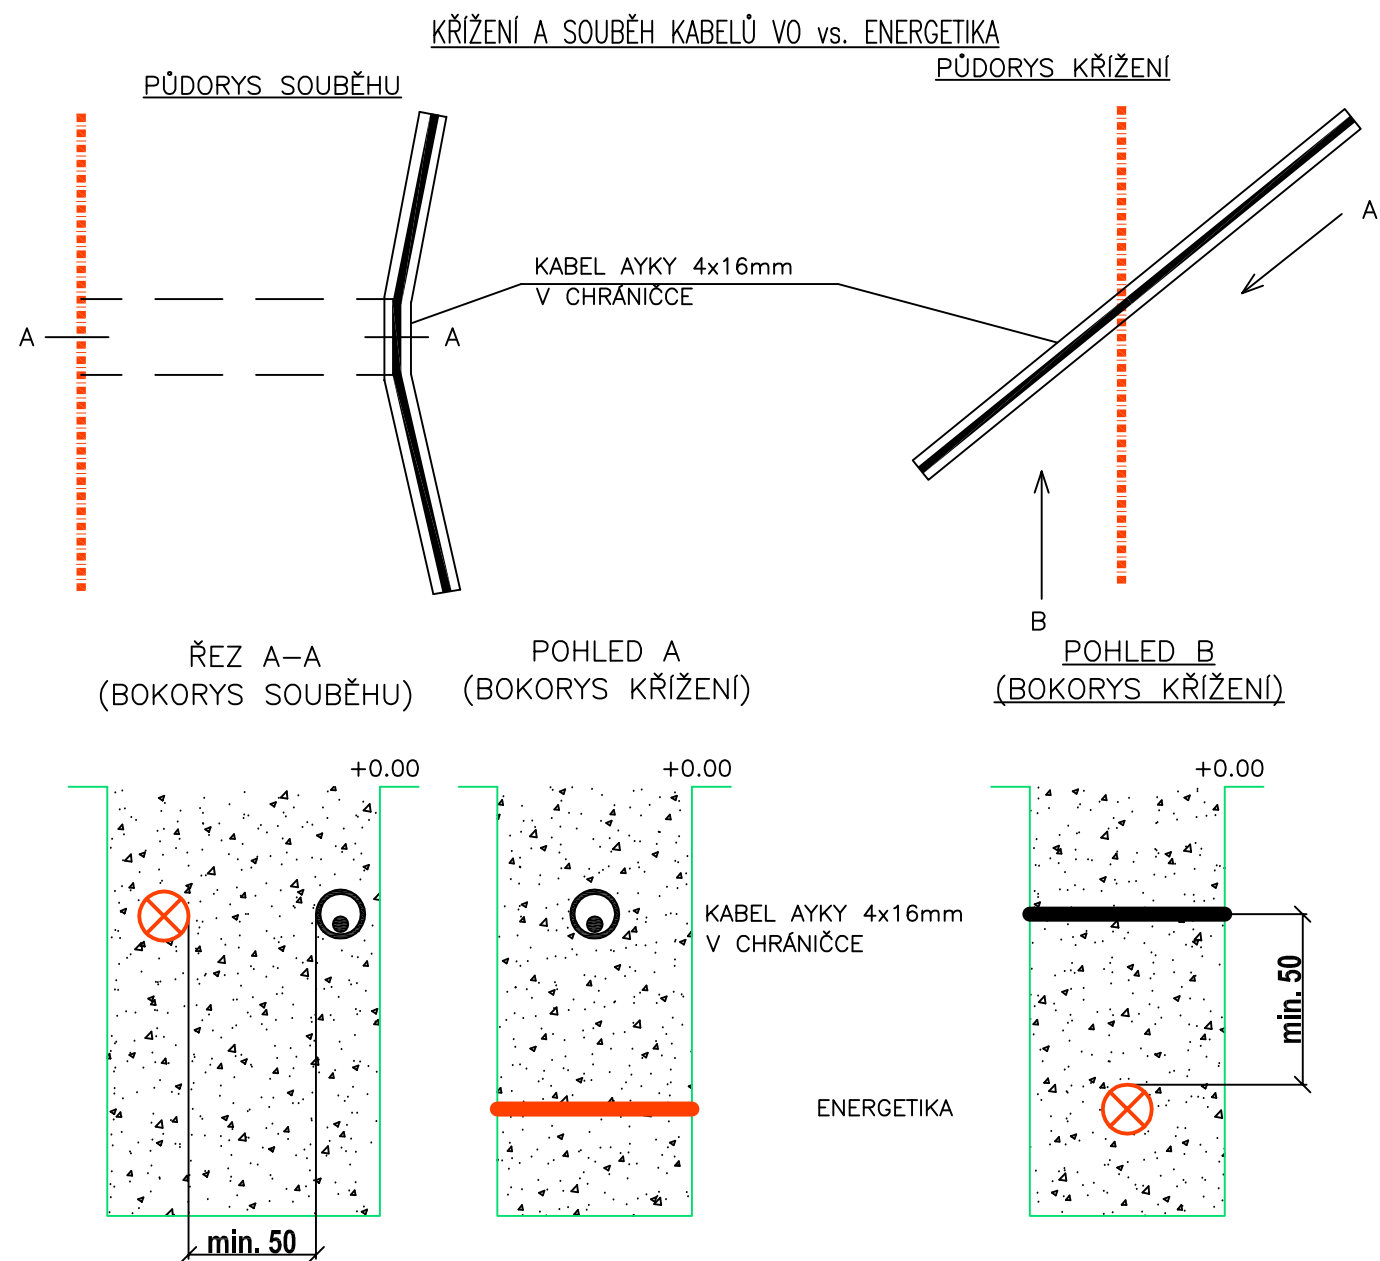 KŘÍŽENÍ A SOUBĚH KABELŮ VO vs. ENERGETIKA
PŮDORYS SOUBĚHU
PŮDORYS KŘÍŽENÍ
A
KABEL AYKY 4x16mm
V CHRÁNIČCE
A
A
B
ŘEZ A-A
(BOKORYS SOUBĚHU)
POHLED A
(BOKORYS KŘÍŽENÍ)
POHLED B
(BOKORYS KŘÍŽENÍ)
+0.00
+0.00
+0.00
KABEL AYKY 4x16mm
V CHRÁNIČCE
min. 50
ENERGETIKA
min. 50